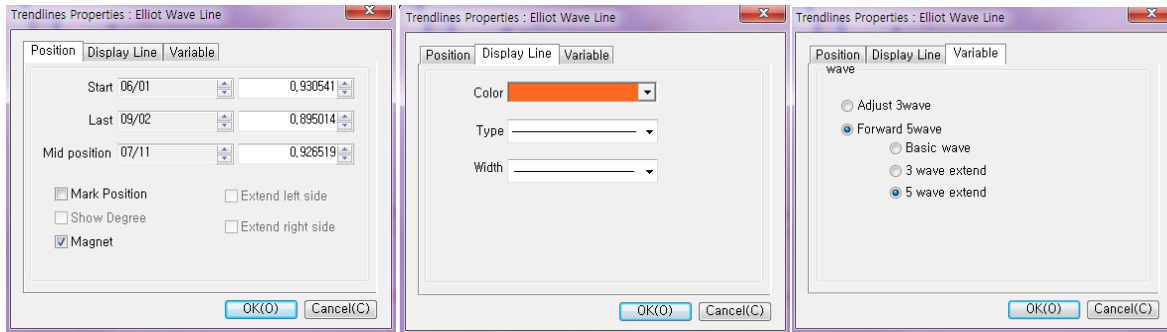 Trendlines Properties : Elliot Wave Line
Position Display Line Variable
Start 06/01 0,930541
Last 09/02 0,895014
Mid position 07/11 0,926519
Mark Position Extend left side
Show Degree Extend right side
Magnet
OK(O) Cancel(C)
Trendlines Properties : Elliot Wave Line
Position Display Line Variable
Color
Type
Width
OK(O) Cancel(C)
Trendlines Properties : Elliot Wave Line
Position Display Line Variable
wave
Adjust 3wave
Forward 5wave
Basic wave
3 wave extend
5 wave extend
OK(O) Cancel(C)